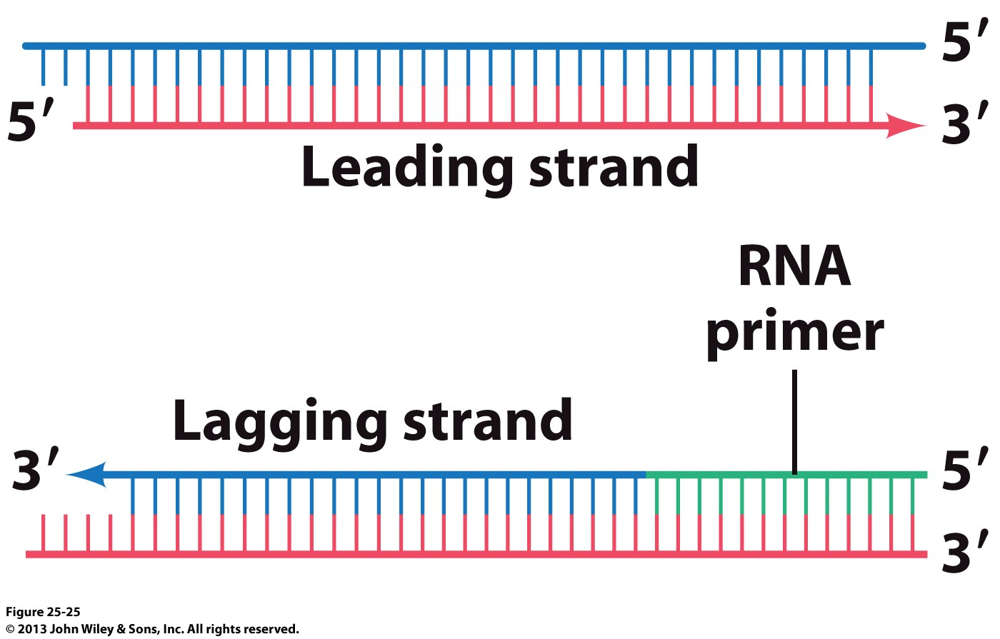 5′
5′
3′
Leading strand
RNA
primer
Lagging strand
3′
5′
3′
Figure 25-25
© 2013 John Wiley & Sons, Inc. All rights reserved.